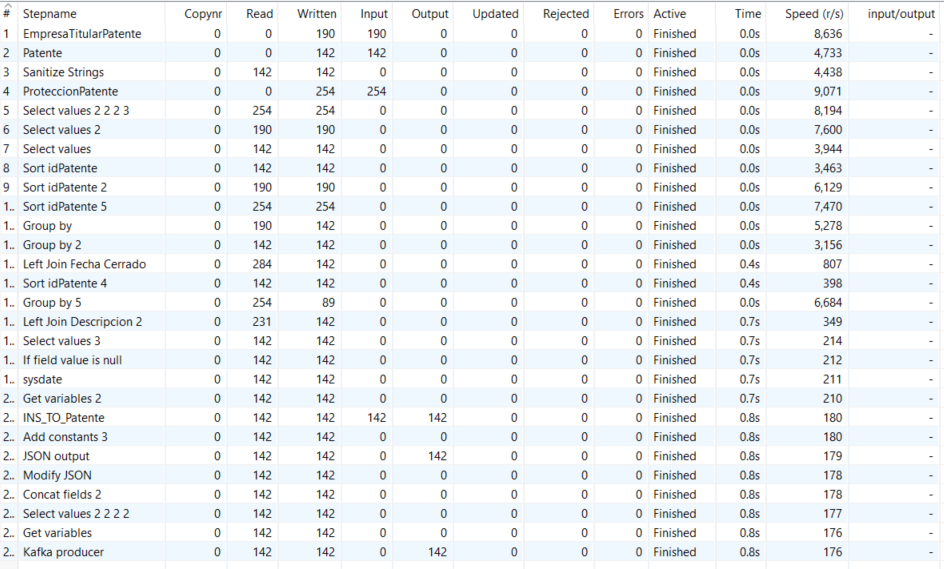 # Stepname Copynr Read Written Input Output Updated Rejected Errors Active Time Speed (r/s) input/output
1 EmpresaTitularPatente 0 0 190 190 0 0 0 0 Finished 0.0s 8,636 -
2 Patente 0 0 142 142 0 0 0 0 Finished 0.0s 4,733 -
3 Sanitize Strings 0 142 142 0 0 0 0 0 Finished 0.0s 4,438 -
4 ProteccionPatente 0 0 254 254 0 0 0 0 Finished 0.0s 9,071 -
5 Select values 2 2 2 3 0 254 254 0 0 0 0 0 Finished 0.0s 8,194 -
6 Select values 2 0 190 190 0 0 0 0 0 Finished 0.0s 7,600 -
7 Select values 0 142 142 0 0 0 0 0 Finished 0.0s 3,944 -
8 Sort idPatente 0 142 142 0 0 0 0 0 Finished 0.0s 3,463 -
9 Sort idPatente 2 0 190 190 0 0 0 0 0 Finished 0.0s 6,129 -
1.. Sort idPatente 5 0 254 254 0 0 0 0 0 Finished 0.0s 7,470 -
1.. Group by 0 190 142 0 0 0 0 0 Finished 0.0s 5,278 -
1.. Group by 2 0 142 142 0 0 0 0 0 Finished 0.0s 3,156 -
1.. Left Join Fecha Cerrado 0 284 142 0 0 0 0 0 Finished 0.4s 807 -
1.. Sort idPatente 4 0 142 142 0 0 0 0 0 Finished 0.4s 398 -
1.. Group by 5 0 254 89 0 0 0 0 0 Finished 0.0s 6,684 -
1.. Left Join Descripcion 2 0 231 142 0 0 0 0 0 Finished 0.7s 349 -
1.. Select values 3 0 142 142 0 0 0 0 0 Finished 0.7s 214 -
1.. If field value is null 0 142 142 0 0 0 0 0 Finished 0.7s 212 -
1.. sysdate 0 142 142 0 0 0 0 0 Finished 0.7s 211 -
2.. Get variables 2 0 142 142 0 0 0 0 0 Finished 0.7s 210 -
2.. INS_TO_Patente 0 142 142 142 142 0 0 0 Finished 0.8s 180 -
2.. Add constants 3 0 142 142 0 0 0 0 0 Finished 0.8s 180 -
2.. JSON output 0 142 142 0 142 0 0 0 Finished 0.8s 179 -
2.. Modify JSON 0 142 142 0 0 0 0 0 Finished 0.8s 178 -
2.. Concat fields 2 0 142 142 0 0 0 0 0 Finished 0.8s 178 -
2.. Select values 2 2 2 2 0 142 142 0 0 0 0 0 Finished 0.8s 177 -
2.. Get variables 0 142 142 0 0 0 0 0 Finished 0.8s 176 -
2.. Kafka producer 0 142 142 0 142 0 0 0 Finished 0.8s 176 -